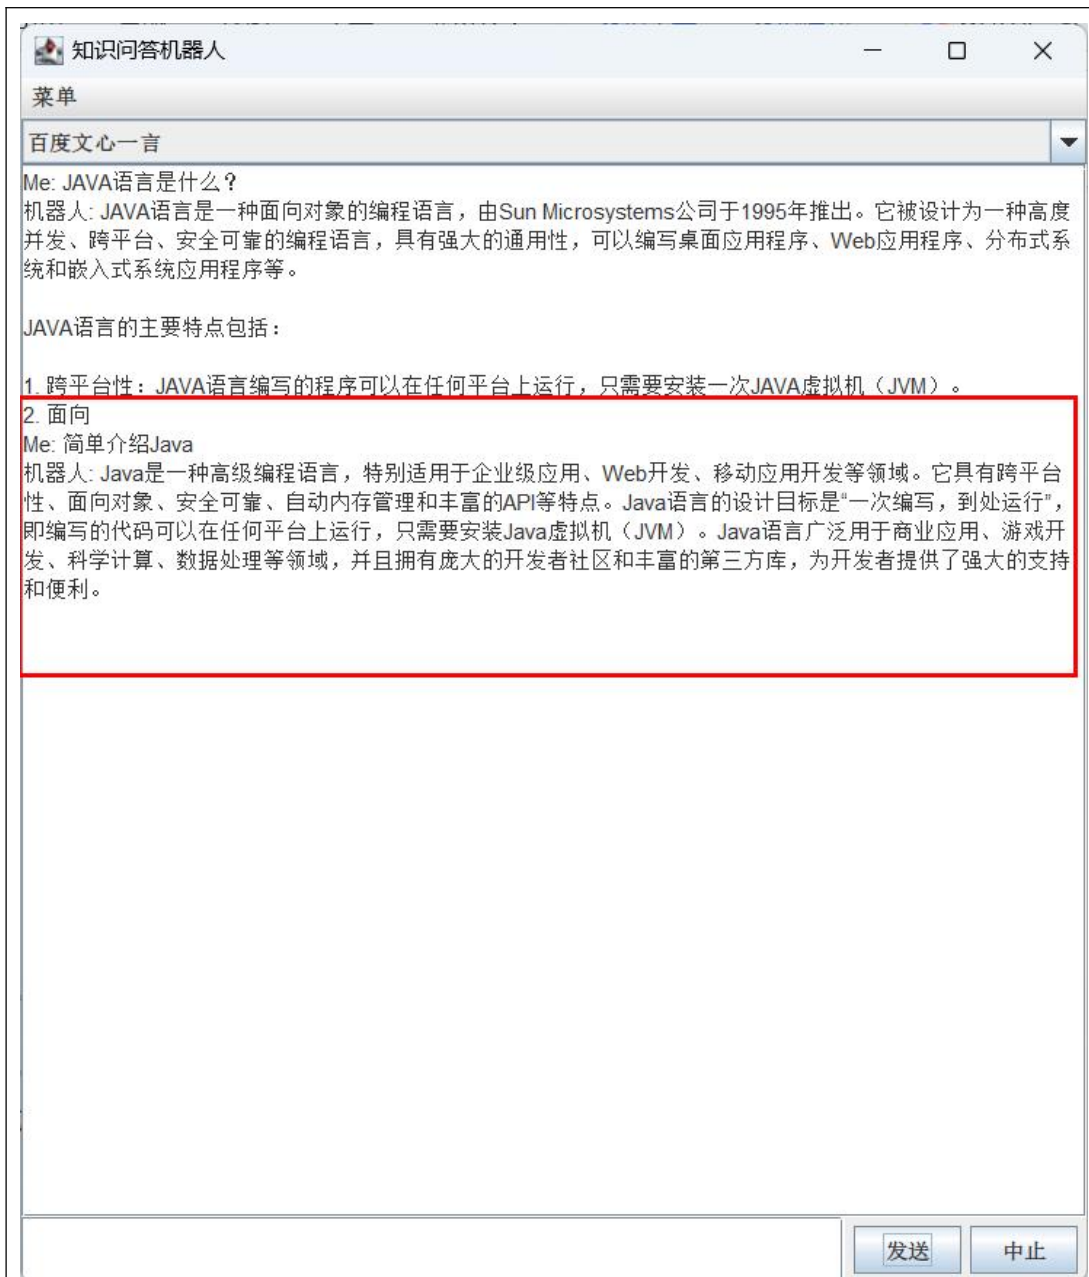 知识问答机器人
菜单
百度文心一言
Me: JAVA语言是什么？
机器人: JAVA语言是一种面向对象的编程语言，由Sun Microsystems公司于1995年推出。它被设计为一种高度
并发、跨平台、安全可靠的编程语言，具有强大的通用性，可以编写桌面应用程序、Web应用程序、分布式系
统和嵌入式系统应用程序等。
JAVA语言的主要特点包括：
1. 跨平台性：JAVA语言编写的程序可以在任何平台上运行，只需要安装一次JAVA虚拟机（JVM）。
2. 面向
Me: 简单介绍Java
机器人: Java是一种高级编程语言，特别适用于企业级应用、Web开发、移动应用开发等领域。它具有跨平台
性、面向对象、安全可靠、自动内存管理和丰富的API等特点。Java语言的设计目标是“一次编写，到处运行”，
即编写的代码可以在任何平台上运行，只需要安装Java虚拟机（JVM）。Java语言广泛用于商业应用、游戏开
发、科学计算、数据处理等领域，并且拥有庞大的开发者社区和丰富的第三方库，为开发者提供了强大的支持
和便利。
发送 中止